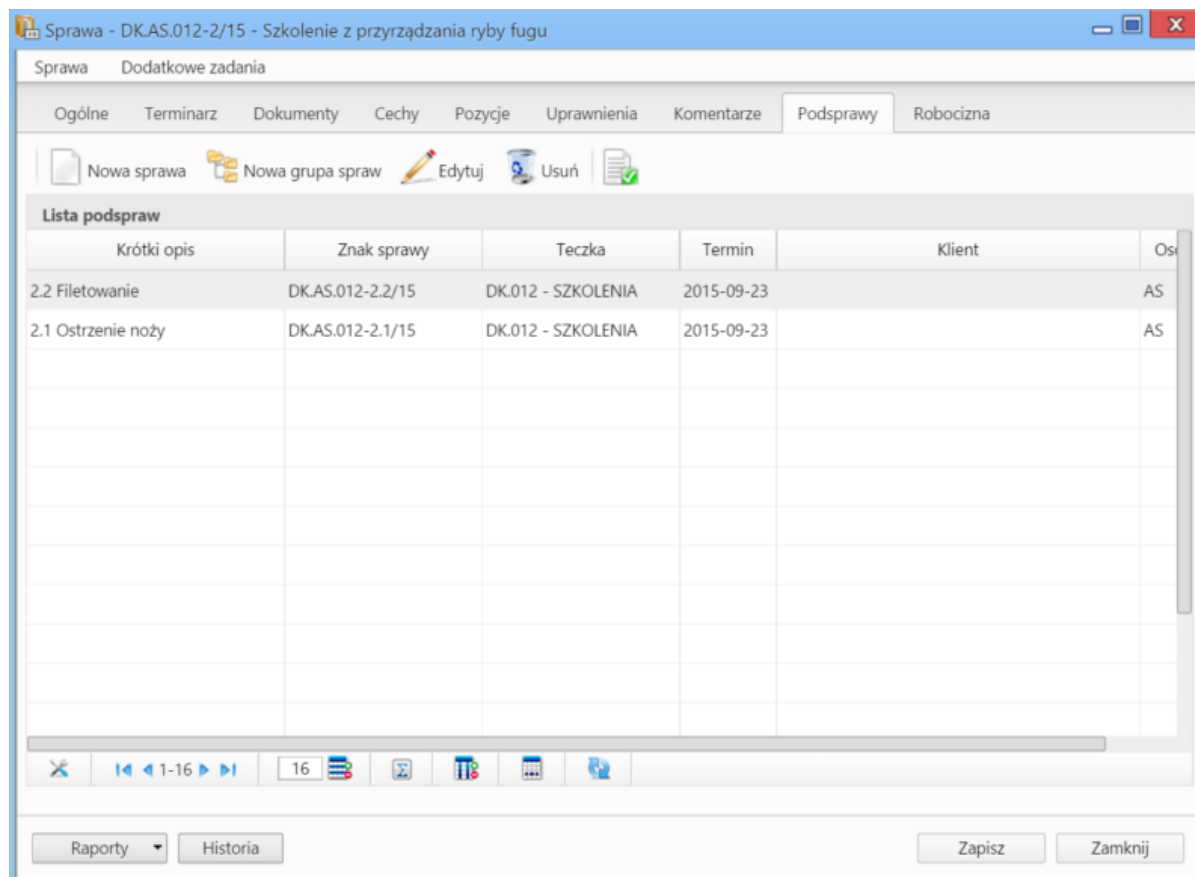 Sprawa - DK.AS.012-2/15 - Szkolenie z przyrządzania ryby fugu
Sprawa Dodatkowe zadania
Ogólne Terminarz Dokumenty Cechy Pozycje Uprawnienia Komentarze Podsprawy Robocizna
Nowa sprawa Nowa grupa spraw Edytuj Usuń
Lista podspraw
Krótki opis Znak sprawy Teczka Termin Klient
2.2 Filetowanie DK.AS.012-2.2/15 DK.012 - SZKOLENIA 2015-09-23 AS
2.1 Ostrzenie noży DK.AS.012-2.1/15 DK.012 - SZKOLENIA 2015-09-23 AS
1-16 16
Raporty Historia Zapisz Zamknij